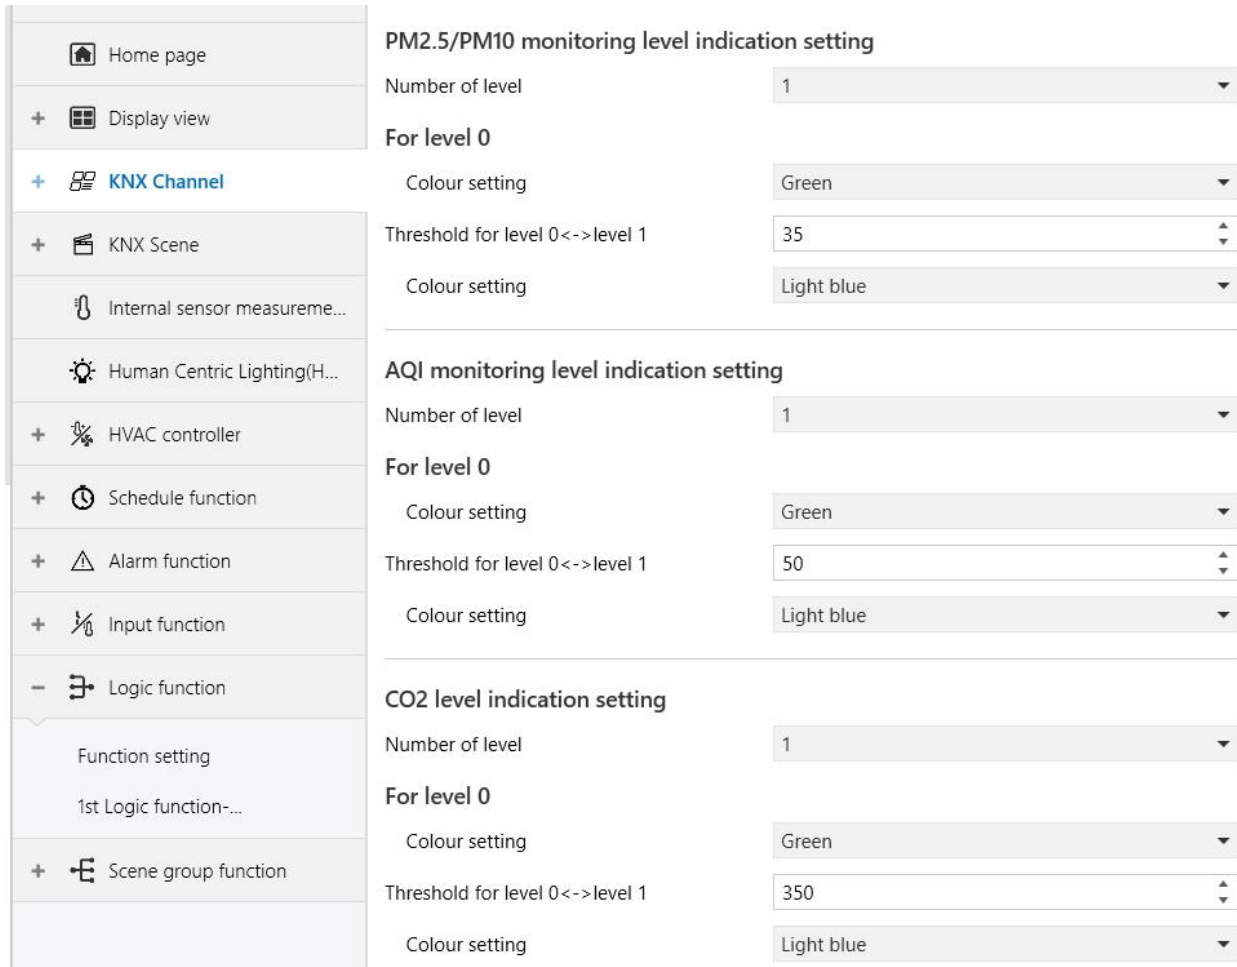 Home page
Display view
KNX Channel
KNX Scene
Internal sensor measureme...
Human Centric Lighting(H...
HVAC controller
Schedule function
Alarm function
Input function
Logic function
Function setting
1st Logic function-...
Scene group function
PM2.5/PM10 monitoring level indication setting
Number of level 1
For level 0
Colour setting Green
Threshold for level 0<->level 1 35
Colour setting Light blue
AQI monitoring level indication setting
Number of level 1
For level 0
Colour setting Green
Threshold for level 0<->level 1 50
Colour setting Light blue
CO2 level indication setting
Number of level 1
For level 0
Colour setting Green
Threshold for level 0<->level 1 350
Colour setting Light blue